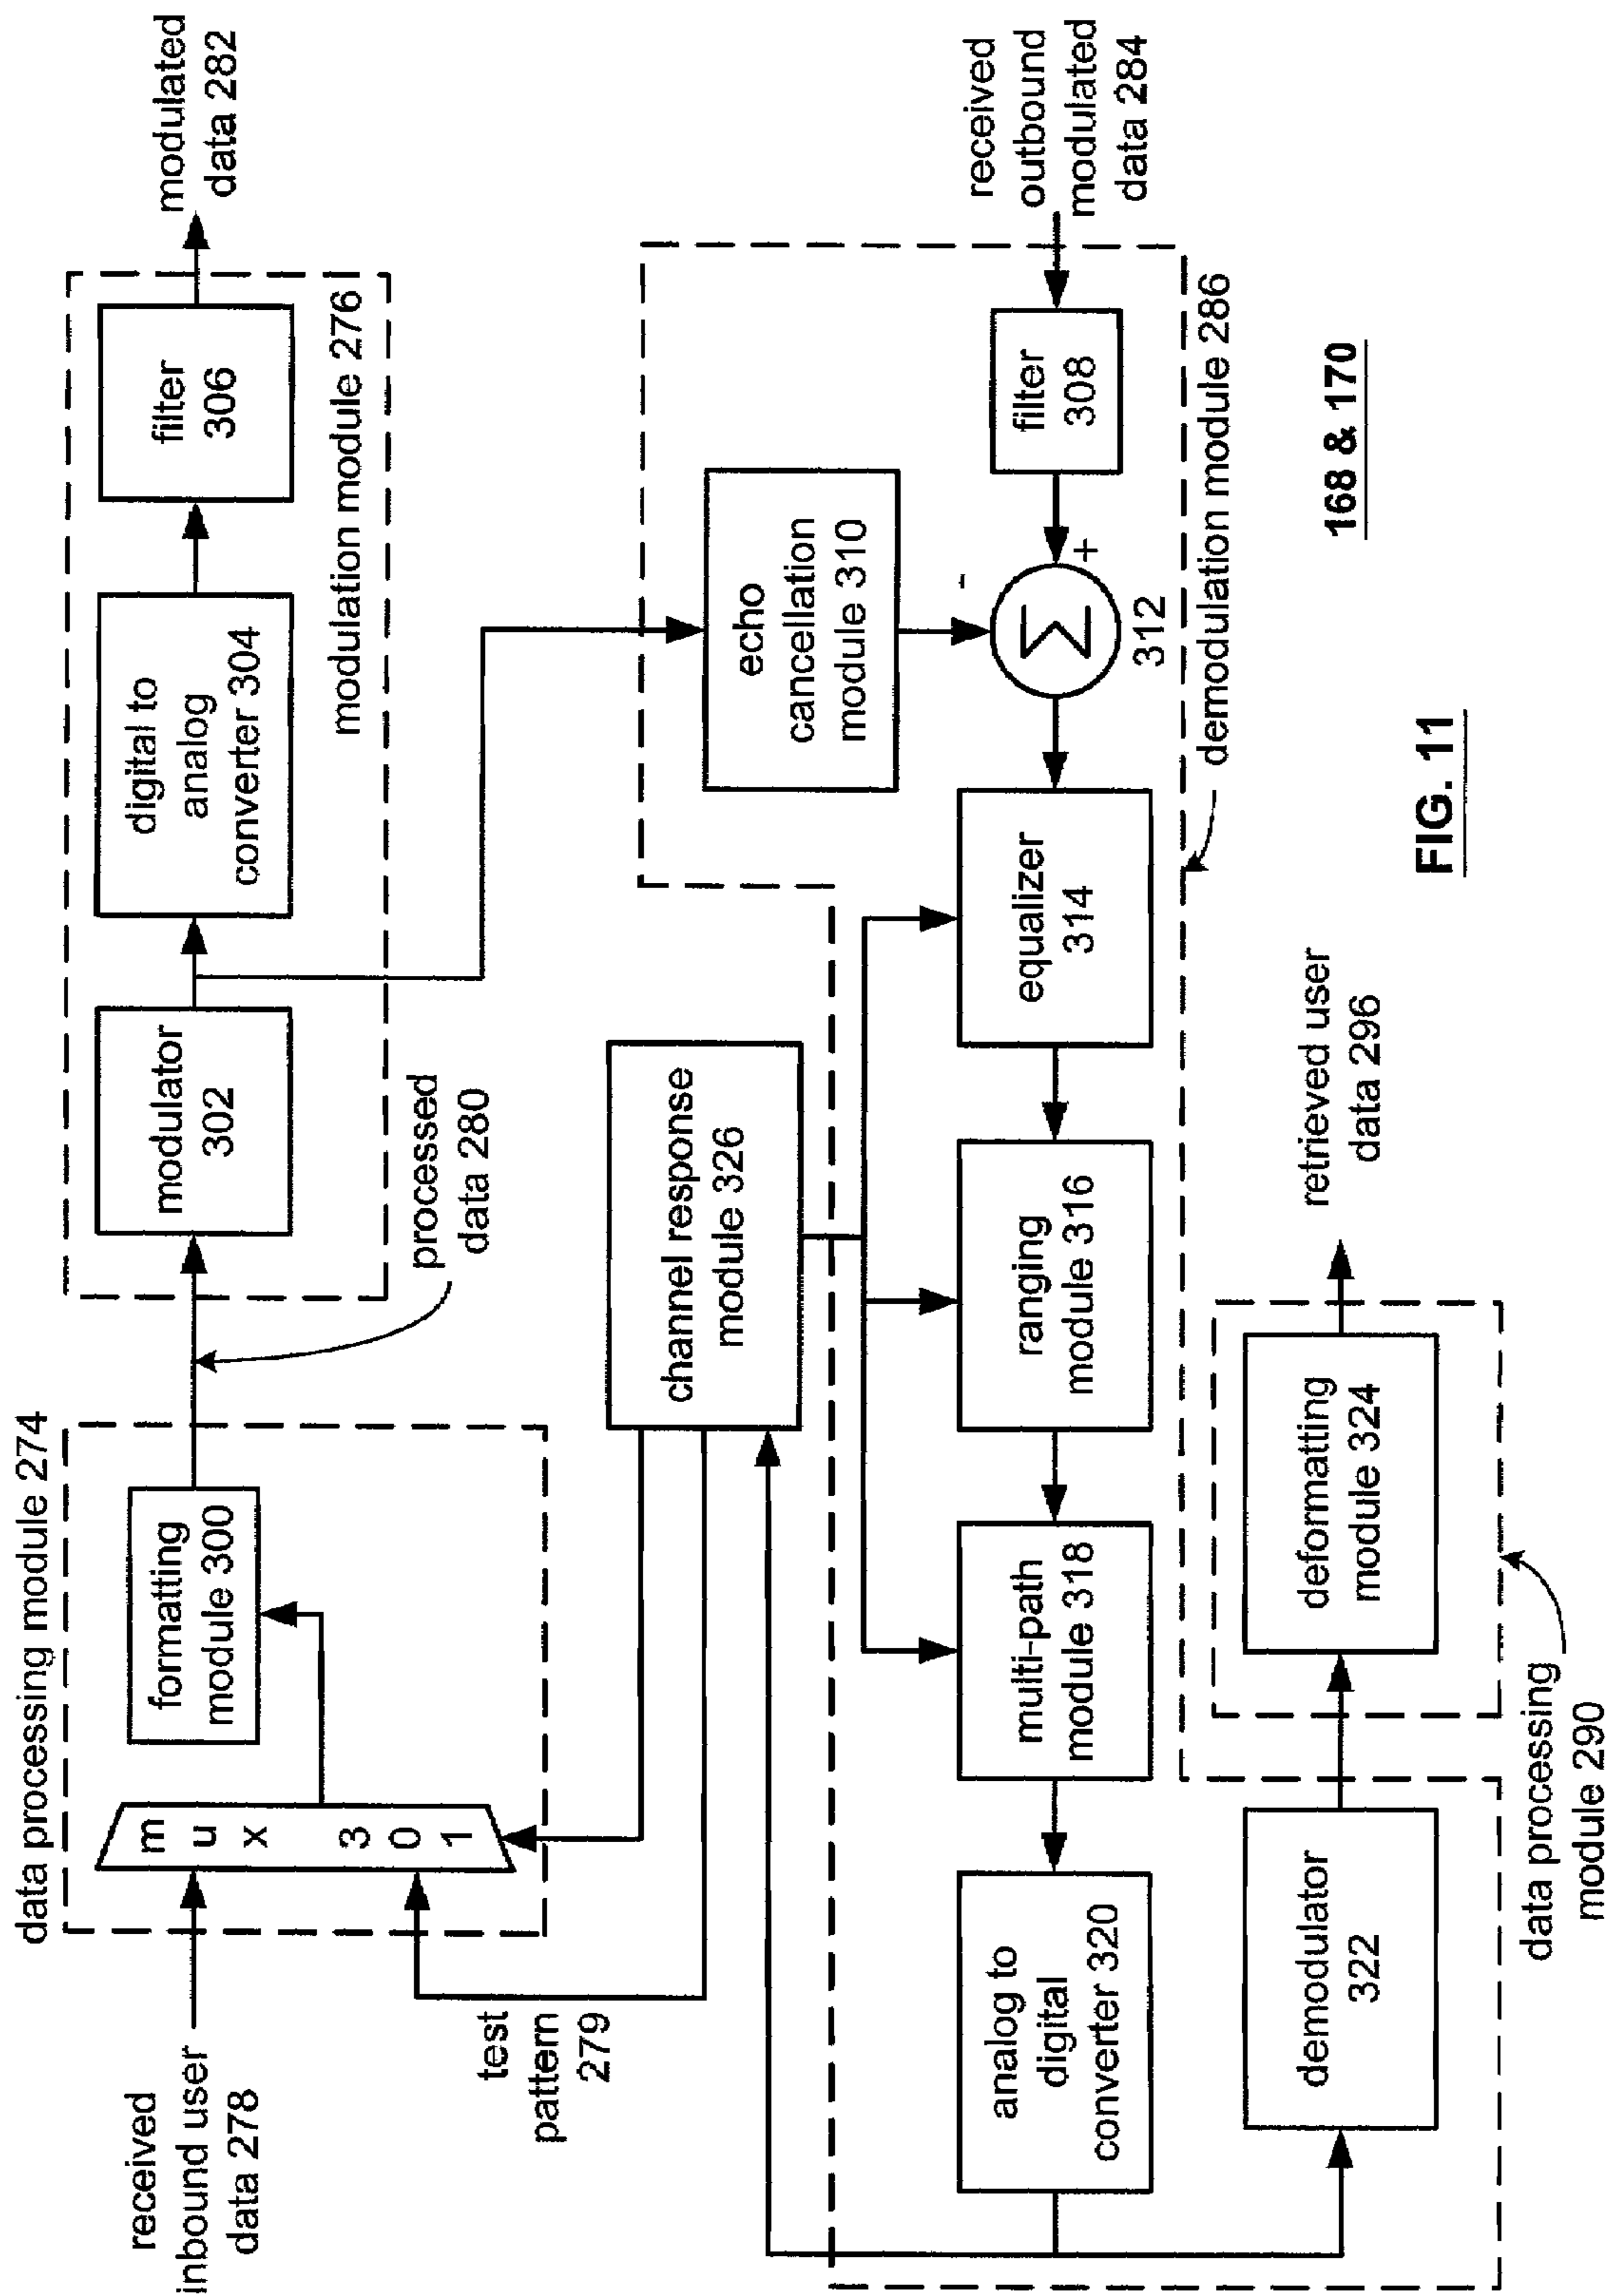 data processing module 274
received
inbound user
data 278
m
u
x
3
0
1
formatting
module 300
processed
data 280
modulator
302
digital to
analog
converter 304
filter
306
modulation module 276
modulated
data 282
test
pattern
279
channel response
module 326
echo
cancellation
module 310
-
+
Σ
312
filter
308
received
outbound
modulated
data 284
equalizer
314
ranging
module 316
multi-path
module 318
analog to
digital
converter 320
demodulation module 286
demodulator
322
deformatting
module 324
retrieved user
data 296
data processing
module 290
168 & 170
FIG. 11